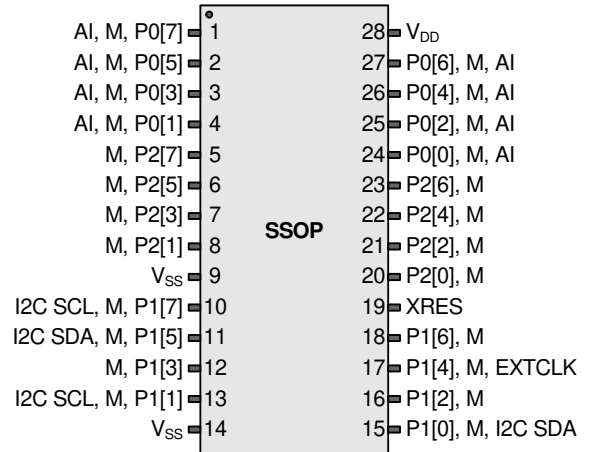 AI, M, P0[7] 1 28 VDD
AI, M, P0[5] 2 27 P0[6], M, AI
AI, M, P0[3] 3 26 P0[4], M, AI
AI, M, P0[1] 4 25 P0[2], M, AI
M, P2[7] 5 24 P0[0], M, AI
M, P2[5] 6 23 P2[6], M
M, P2[3] 7 22 P2[4], M
SSOP
M, P2[1] 8 21 P2[2], M
VSS 9 20 P2[0], M
I2C SCL, M, P1[7] 10 19 XRES
I2C SDA, M, P1[5] 11 18 P1[6], M
M, P1[3] 12 17 P1[4], M, EXTCLK
I2C SCL, M, P1[1] 13 16 P1[2], M
VSS 14 15 P1[0], M, I2C SDA